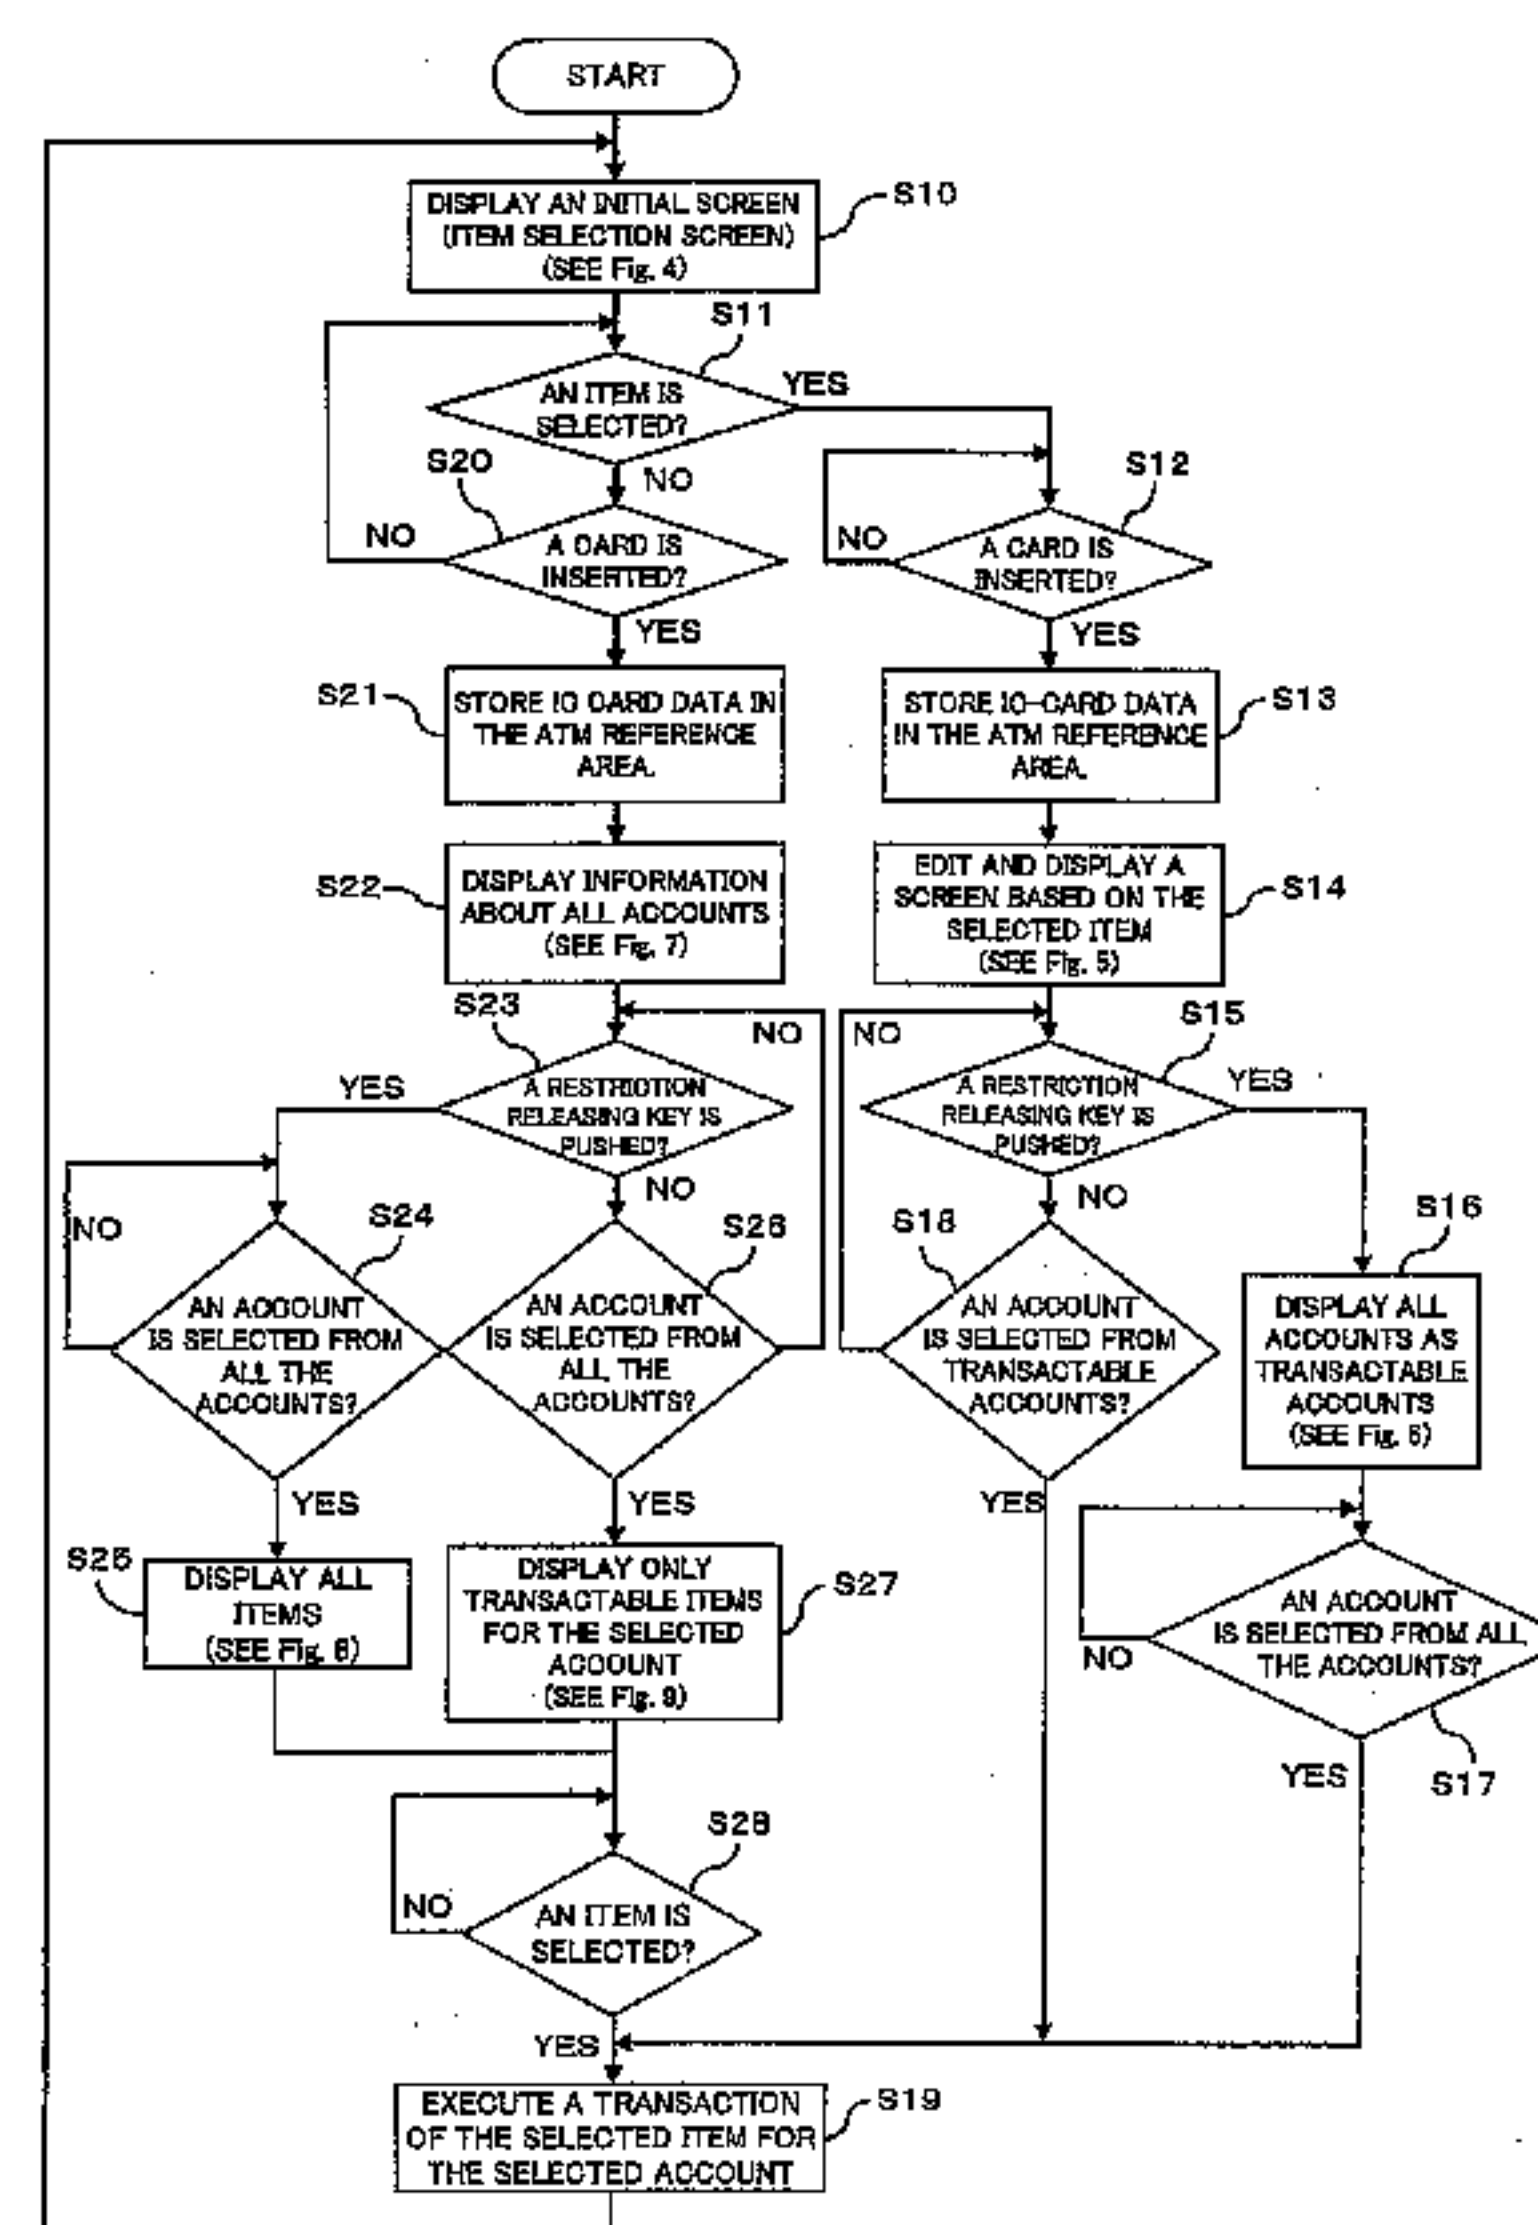 START
DISPLAY AN INITIAL SCREEN
(ITEM SELECTION SCREEN)
(SEE Fig. 4)
S10
S11
AN ITEM IS
SELECTED?
YES
NO
S20
A CARD IS
INSERTED?
NO
YES
S12
A CARD IS
INSERTED?
NO
YES
S21
STORE IC CARD DATA IN
THE ATM REFERENCE
AREA.
S13
STORE IC-CARD DATA
IN THE ATM REFERENCE
AREA.
S22
DISPLAY INFORMATION
ABOUT ALL ACCOUNTS
(SEE Fig. 7)
S14
EDIT AND DISPLAY A
SCREEN BASED ON THE
SELECTED ITEM
(SEE Fig. 5)
S23
A RESTRICTION
RELEASING KEY IS
PUSHED?
YES
NO
NO
S15
A RESTRICTION
RELEASING KEY IS
PUSHED?
NO
YES
NO
S24
AN ACCOUNT
IS SELECTED FROM
ALL THE
ACCOUNTS?
NO
YES
S26
AN ACCOUNT
IS SELECTED FROM
ALL THE
ACCOUNTS?
YES
S18
AN ACCOUNT
IS SELECTED FROM
TRANSACTABLE
ACCOUNTS?
YES
S16
DISPLAY ALL
ACCOUNTS AS
TRANSACTABLE
ACCOUNTS
(SEE Fig. 6)
S25
DISPLAY ALL
ITEMS
(SEE Fig. 8)
S27
DISPLAY ONLY
TRANSACTABLE ITEMS
FOR THE SELECTED
ACCOUNT
(SEE Fig. 9)
AN ACCOUNT
IS SELECTED FROM ALL
THE ACCOUNTS?
NO
YES
S17
S28
AN ITEM IS
SELECTED?
NO
YES
S19
EXECUTE A TRANSACTION
OF THE SELECTED ITEM FOR
THE SELECTED ACCOUNT